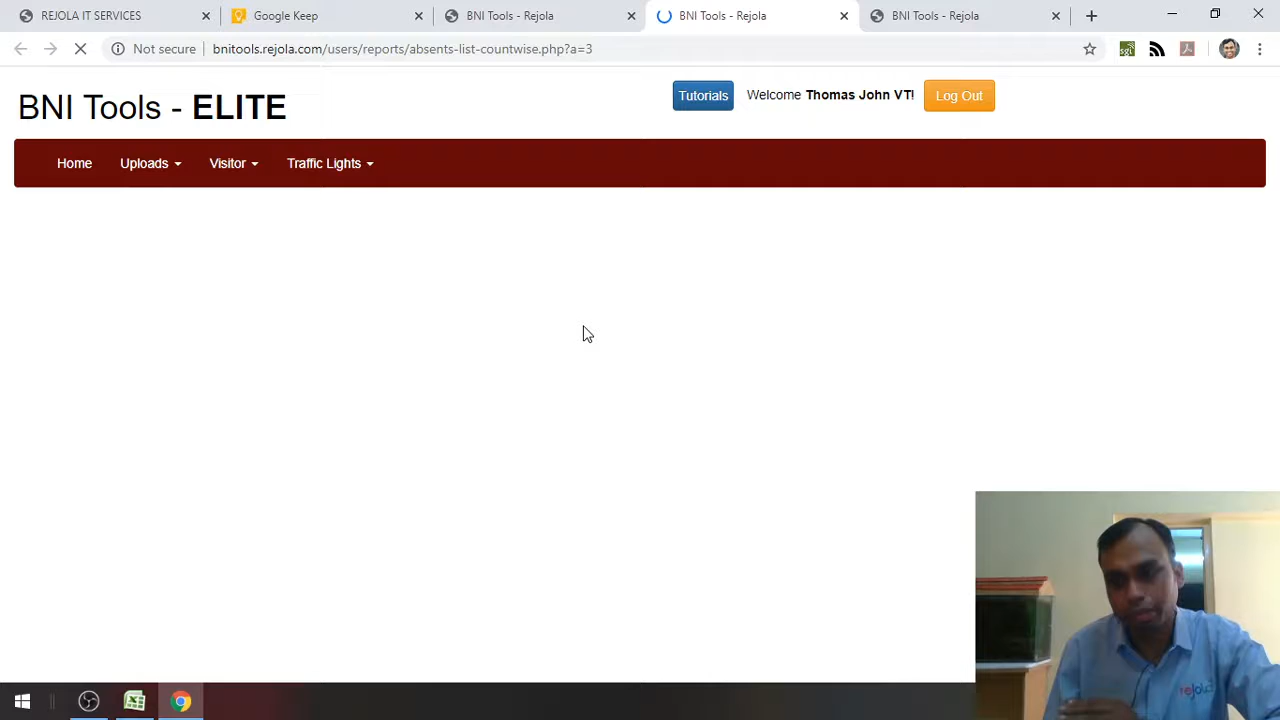 REJOLA IT SERVICES
Google Keep
BNI Tools - Rejola
BNI Tools - Rejola
BNI Tools - Rejola
Not secure
bnitools.rejola.com/users/reports/absents-list-countwise.php?a=3
BNI Tools - ELITE
Tutorials
Welcome Thomas John VT!
Log Out
Home
Uploads
Visitor
Traffic Lights
rejola